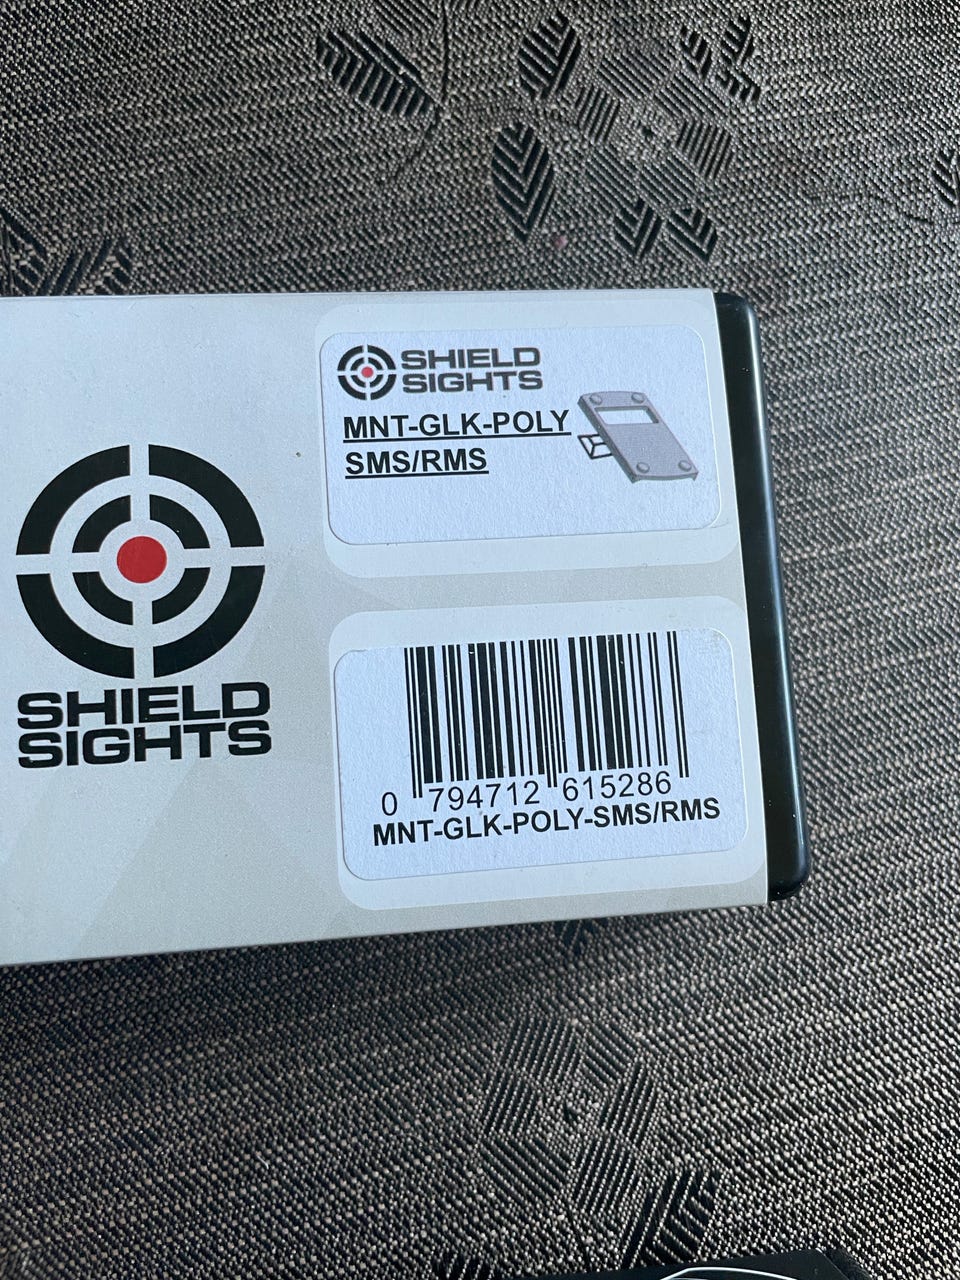 SHIELD
SIGHTS
SHIELD
SIGHTS
MNT-GLK-POLY
SMS/RMS
0 794712 615286
MNT-GLK-POLY-SMS/RMS